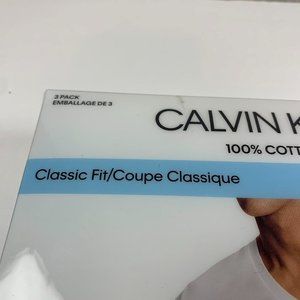 3 PACK
EMBALLAGE DE 3
CALVIN K
100% COTT
Classic Fit/Coupe Classique